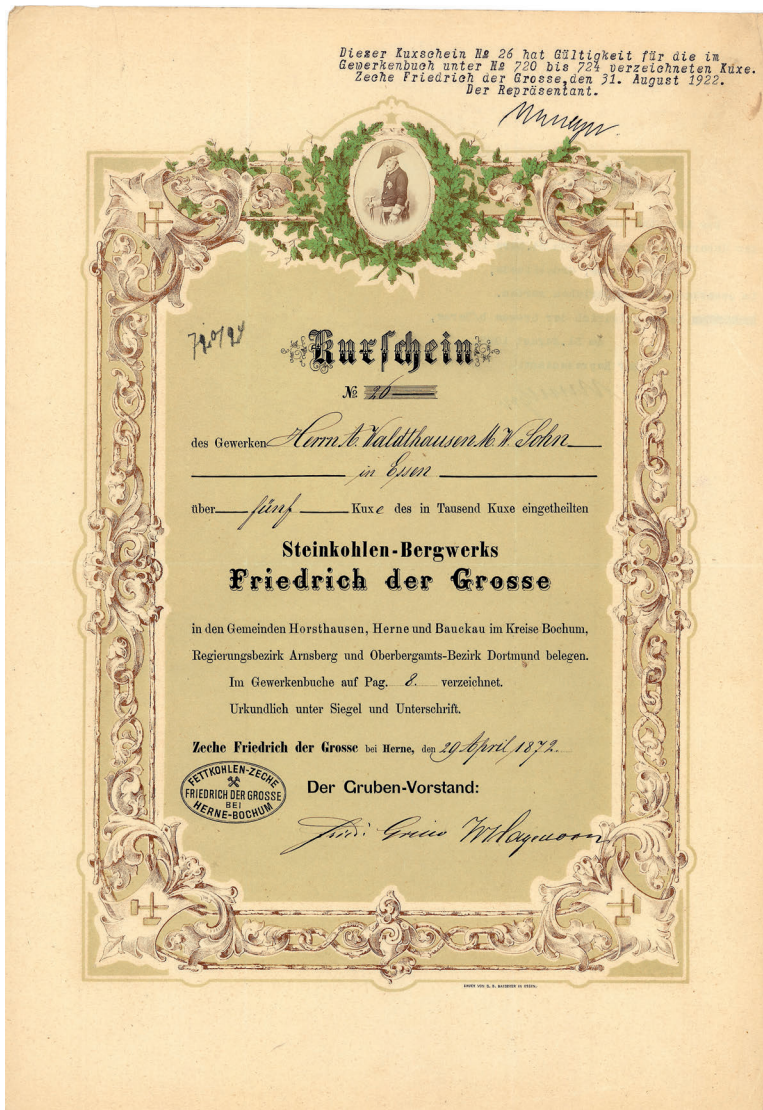 Dieser Kuxschein № 26 hat Gültigkeit für die im
Gewerkenbuch unter № 720 bis 724 verzeichneten Kuxe.
Zeche Friedrich der Grosse, den 31. August 1922.
Der Repräsentant.
720/24
Kuxschein
№ 26
des Gewerken Herrn A. Waldthausen M. W. Sohn
in Essen
über fünf Kuxe des in Tausend Kuxe eingetheilten
Steinkohlen-Bergwerks
Friedrich der Grosse
in den Gemeinden Horsthausen, Herne und Bauckau im Kreise Bochum,
Regierungsbezirk Arnsberg und Oberbergamts-Bezirk Dortmund belegen.
Im Gewerkenbuche auf Pag. 8. verzeichnet.
Urkundlich unter Siegel und Unterschrift.
Zeche Friedrich der Grosse bei Herne, den 29 April 1872.
FETTKOHLEN-ZECHE
FRIEDRICH DER GROSSE
BEI
HERNE-BOCHUM
Der Gruben-Vorstand: